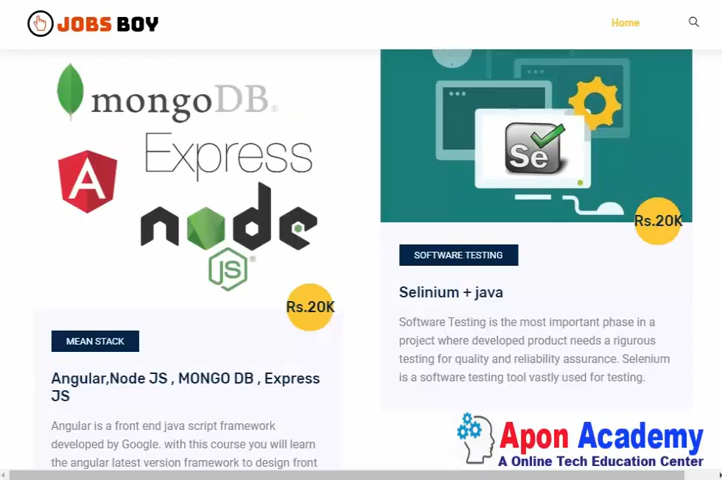 JOBS BOY
Home
mongoDB®
Express
A
node
JS®
Rs.20K
MEAN STACK
Angular,Node JS , MONGO DB , Express
JS
Angular is a front end java script framework
developed by Google. with this course you will learn
the angular latest version framework to design front
Se
Rs.20K
SOFTWARE TESTING
Selinium + java
Software Testing is the most important phase in a
project where developed product needs a rigurous
testing for quality and reliability assurance. Selenium
is a software testing tool vastly used for testing.
Apon Academy
A Online Tech Education Center